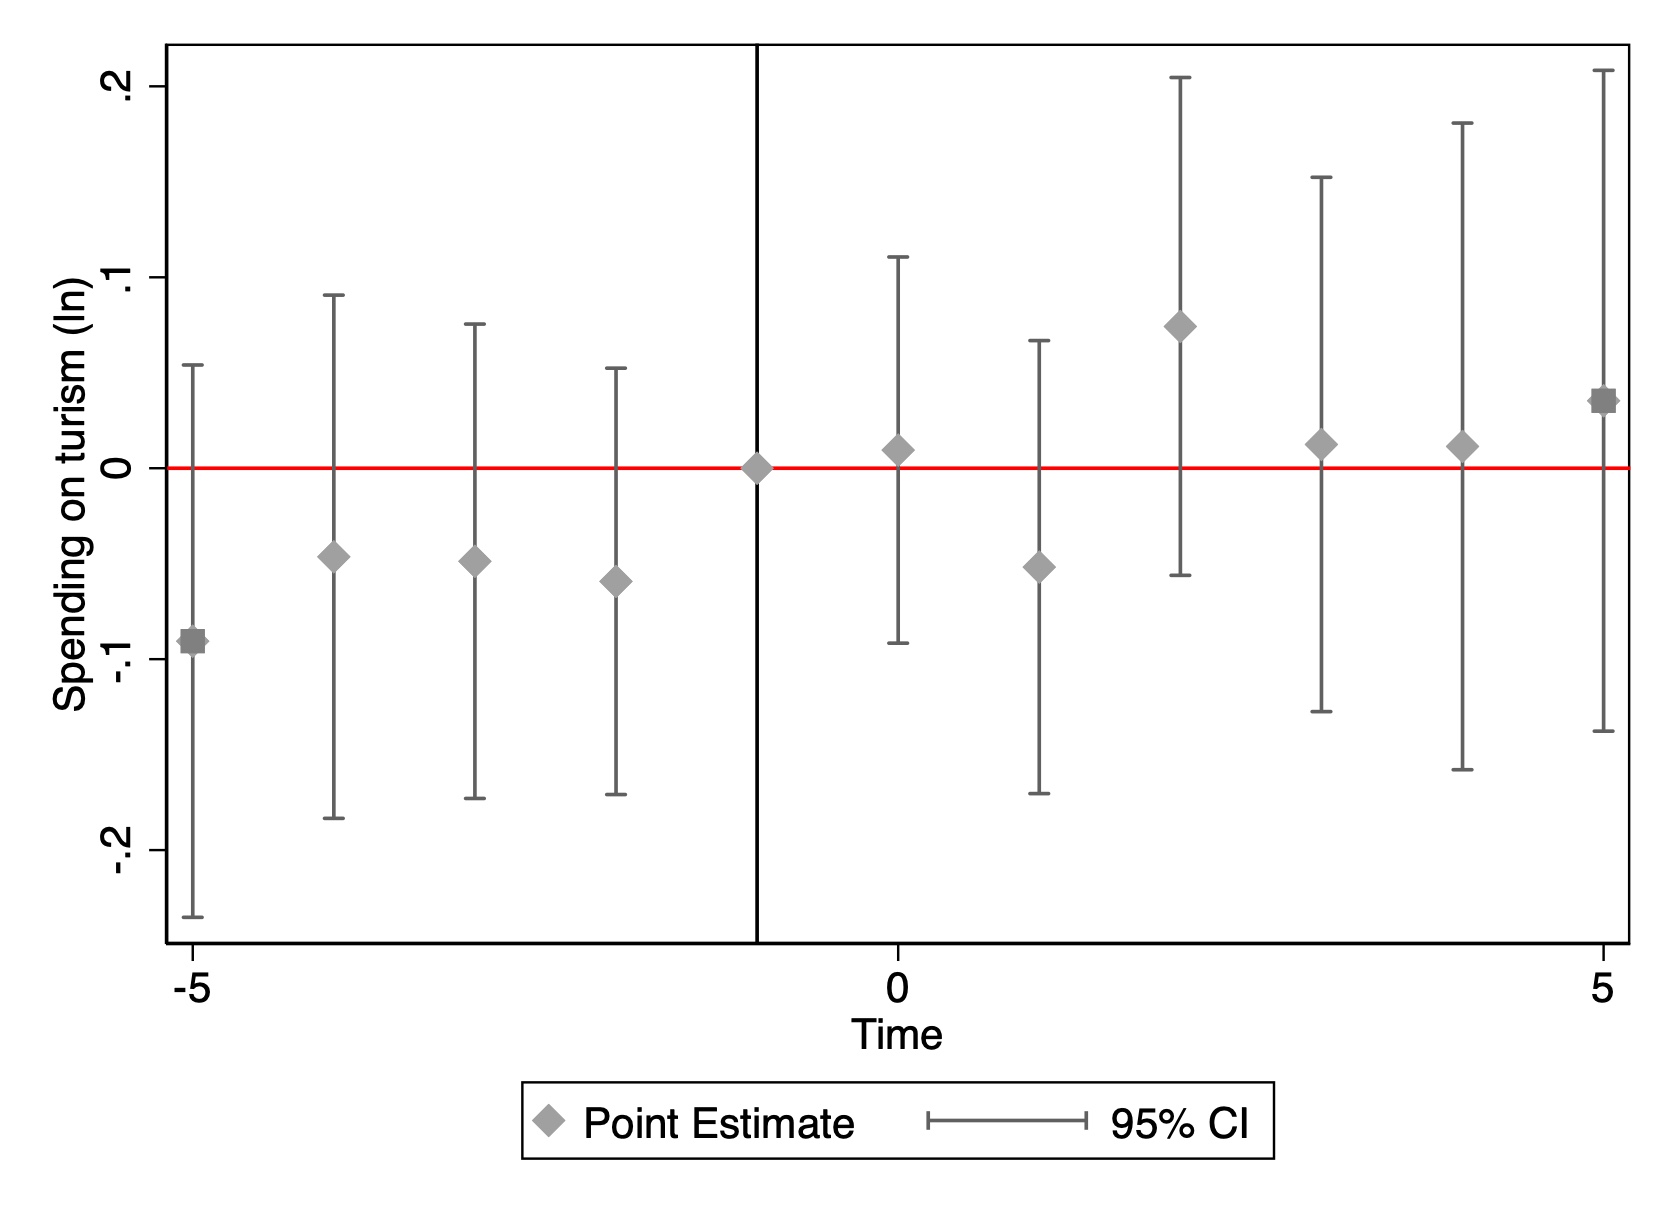 Spending on turism (ln)
.2
.1
0
-.1
-.2
-5
0
5
Time
Point Estimate
95% CI